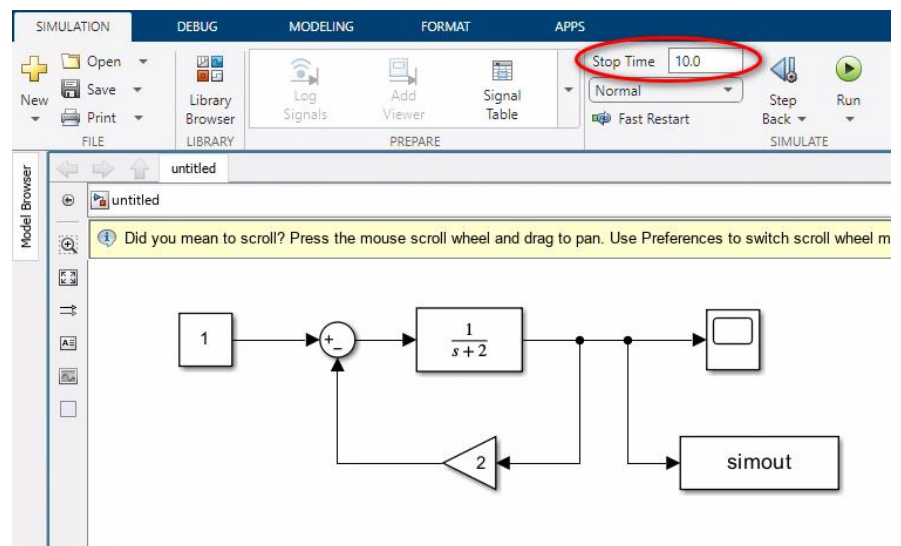 SIMULATION DEBUG MODELING FORMAT APPS
New
Open
Save
Print
FILE
Library
Browser
LIBRARY
Log
Signals
Add
Viewer
Signal
Table
PREPARE
Stop Time 10.0
Normal
Fast Restart
Step
Back
Run
SIMULATE
Model Browser
untitled
untitled
Did you mean to scroll? Press the mouse scroll wheel and drag to pan. Use Preferences to switch scroll wheel m
1
+
_
1
s + 2
2
simout